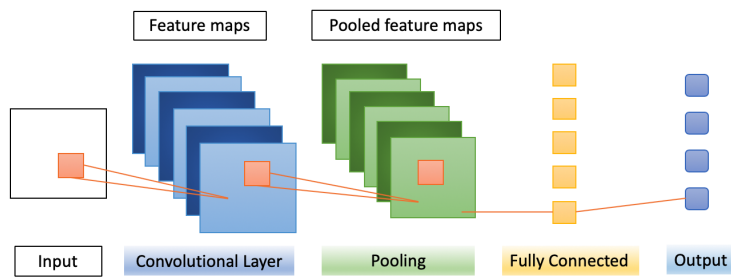 Feature maps
Pooled feature maps
Input
Convolutional Layer
Pooling
Fully Connected
Output